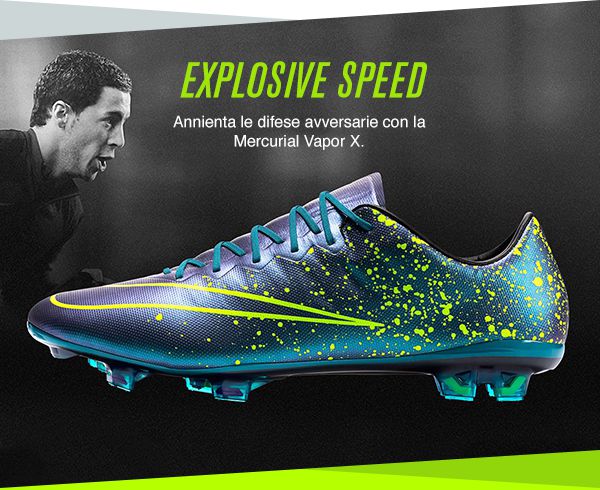 EXPLOSIVE SPEED
Annienta le difese avversarie con la
Mercurial Vapor X.